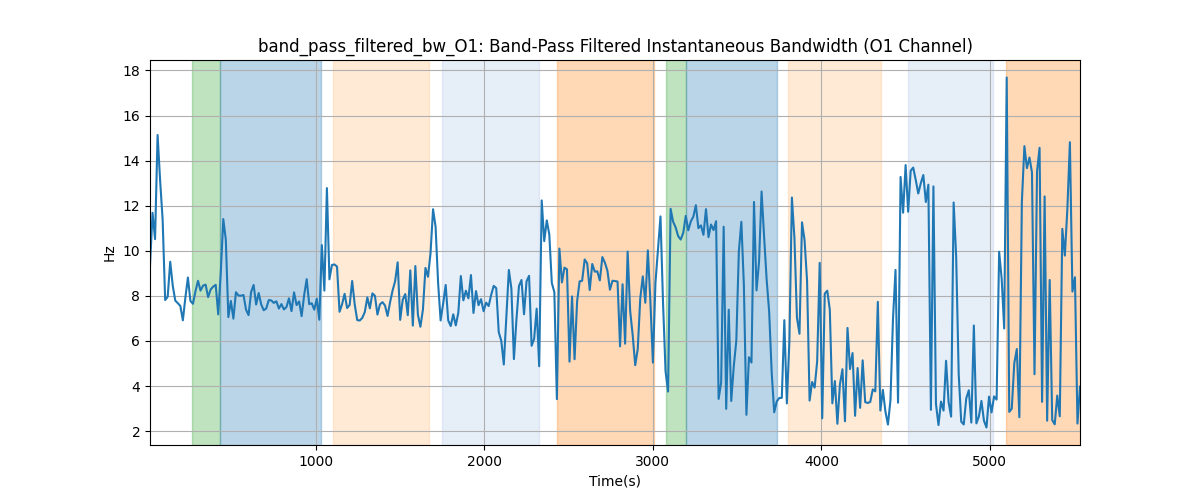 band_pass_filtered_bw_O1: Band-Pass Filtered Instantaneous Bandwidth (O1 Channel)
18
16
14
12
10
8
6
4
2
Hz
1000 2000 3000 4000 5000
Time(s)